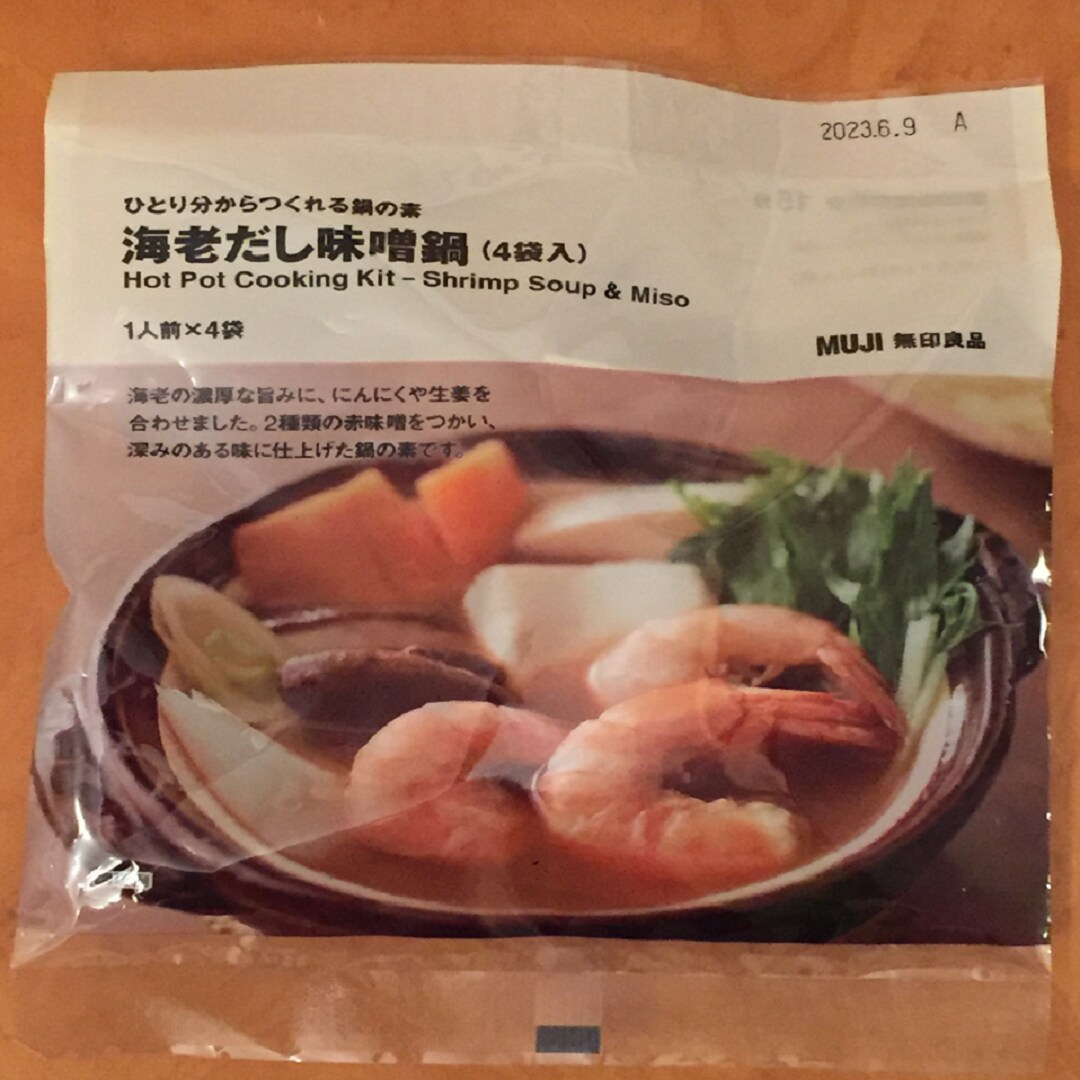 2023.6.9 A
ひとり分からつくれる鍋の素
海老だし味噌鍋(4袋入)
Hot Pot Cooking Kit – Shrimp Soup & Miso
1人前×4袋
MUJI 無印良品
海老の濃厚な旨みに、にんにくや生姜を
合わせました。2種類の赤味噌をつかい、
深みのある味に仕上げた鍋の素です。